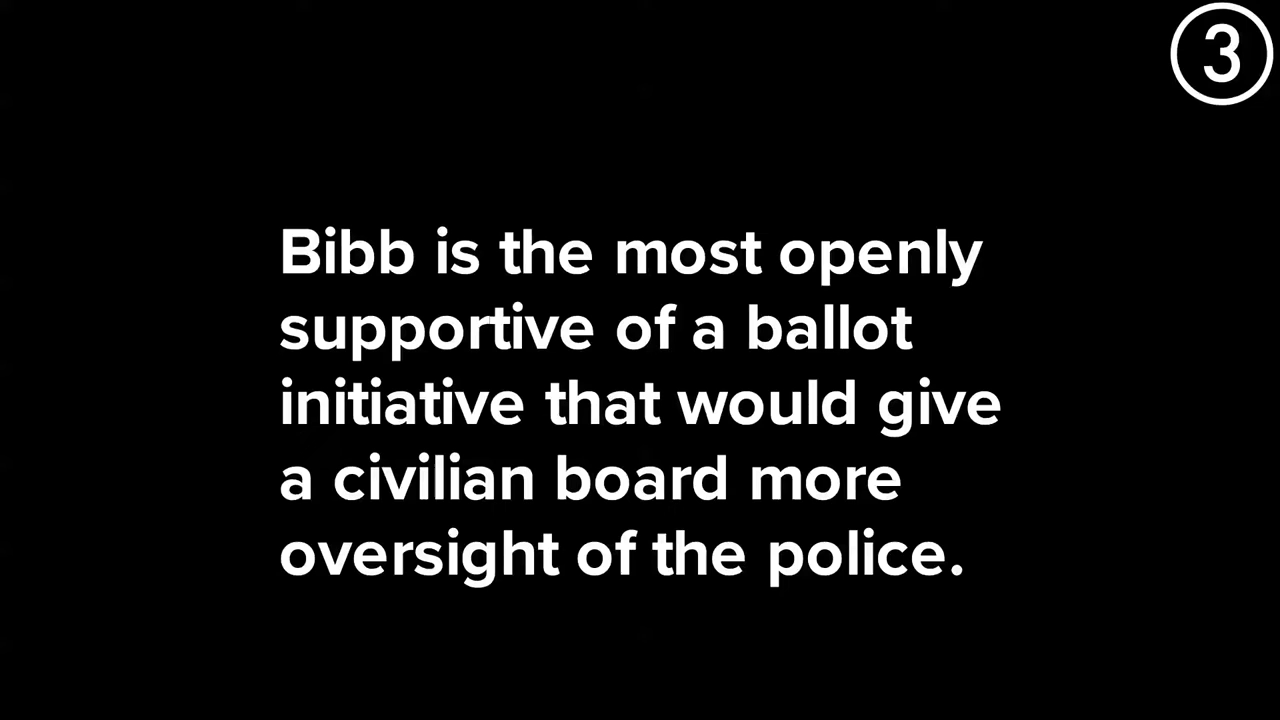 3
Bibb is the most openly
supportive of a ballot
initiative that would give
a civilian board more
oversight of the police.